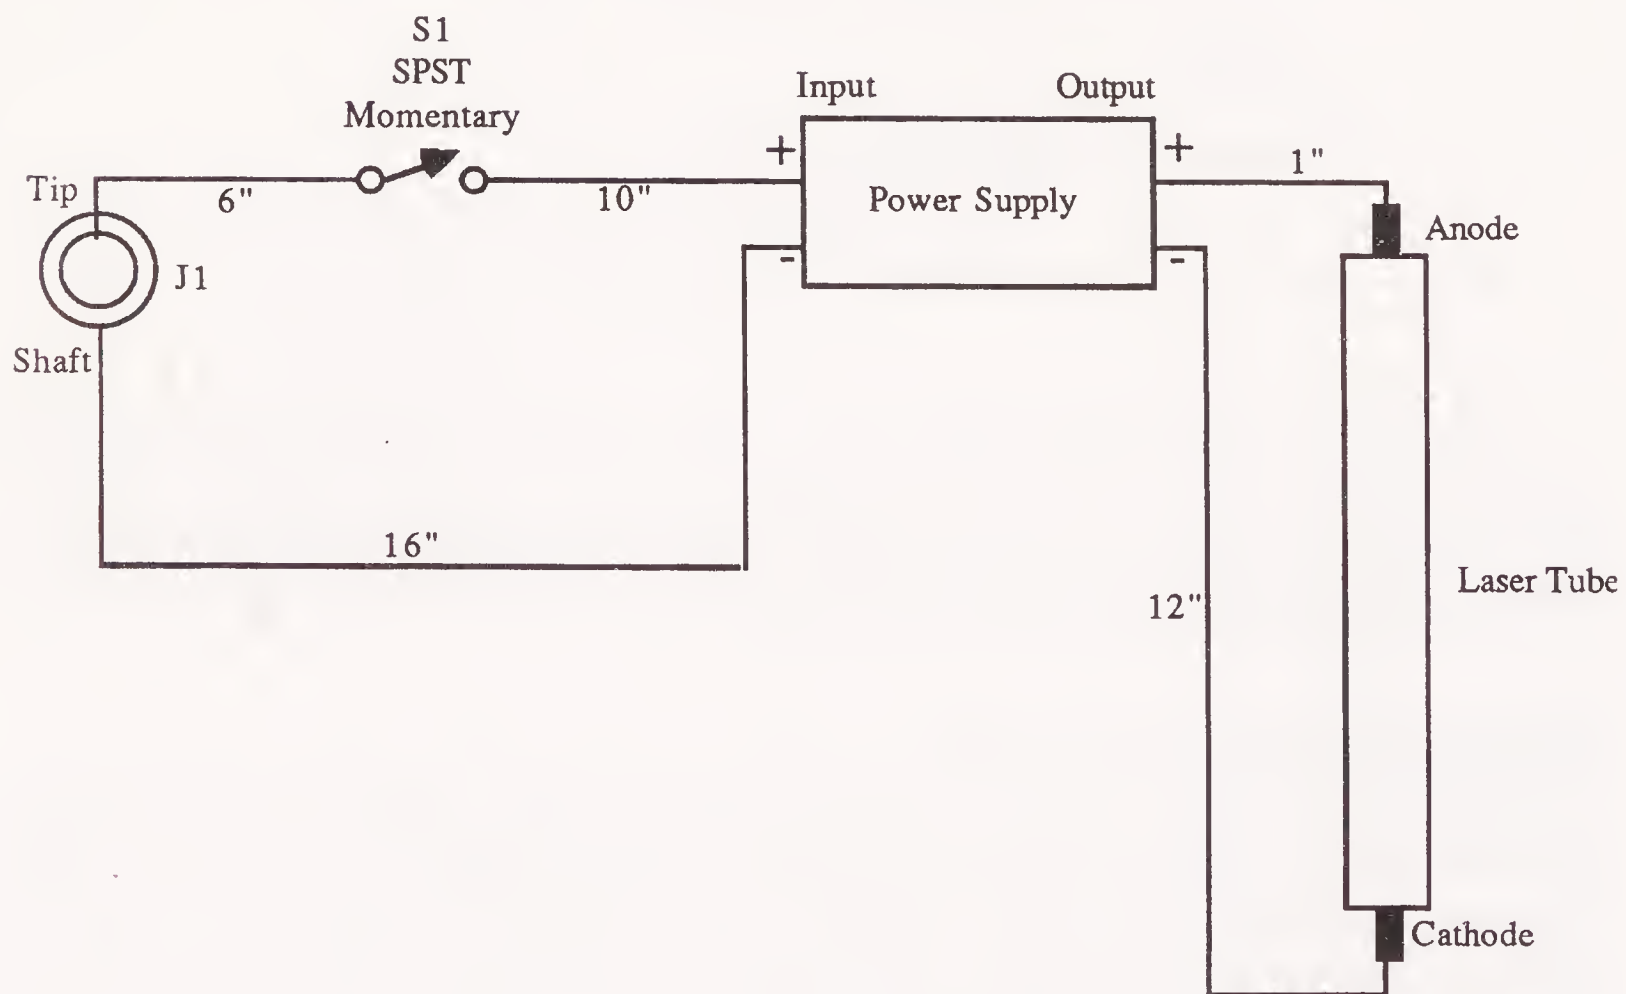 S1
SPST
Momentary
Input
Output
+
+
1"
Tip
6"
10"
Power Supply
Anode
-
-
J1
Shaft
16"
Laser Tube
12"
Cathode